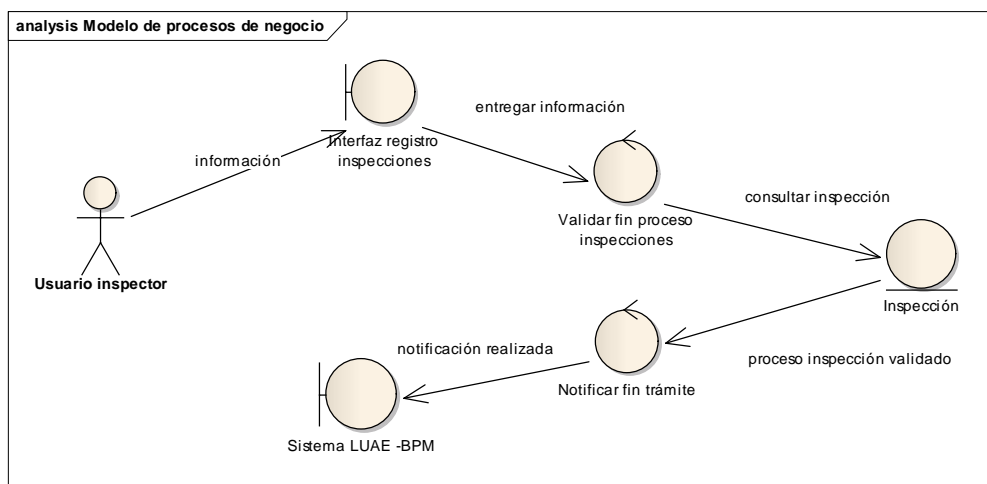 analysis Modelo de procesos de negocio
entregar información
Interfaz registro
inspecciones
información
consultar inspección
Validar fin proceso
inspecciones
Usuario inspector
Inspección
notificación realizada
proceso inspección validado
Notificar fin trámite
Sistema LUAE -BPM